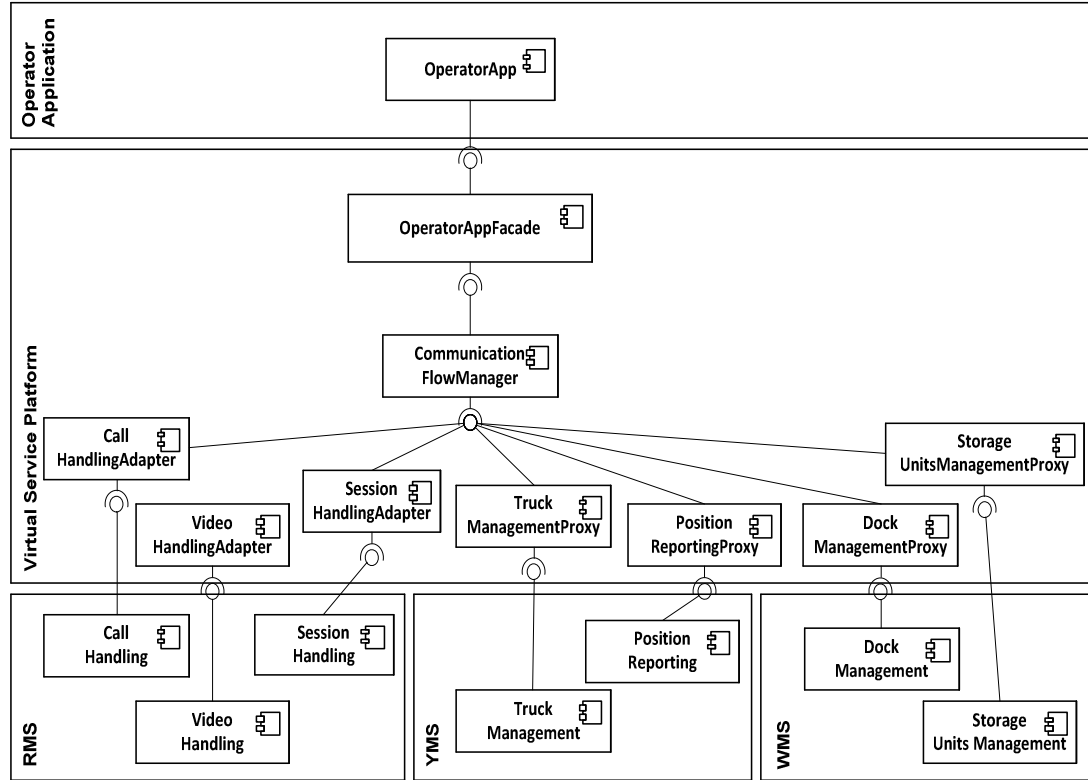 Operator
Application
OperatorApp
Virtual Service Platform
OperatorAppFacade
Communication
FlowManager
Call
HandlingAdapter
Storage
UnitsManagementProxy
Session
HandlingAdapter
Truck
ManagementProxy
Video
HandlingAdapter
Position
ReportingProxy
Dock
ManagementProxy
RMS
Call
Handling
Session
Handling
Video
Handling
YMS
Position
Reporting
Truck
Management
WMS
Dock
Management
Storage
Units Management